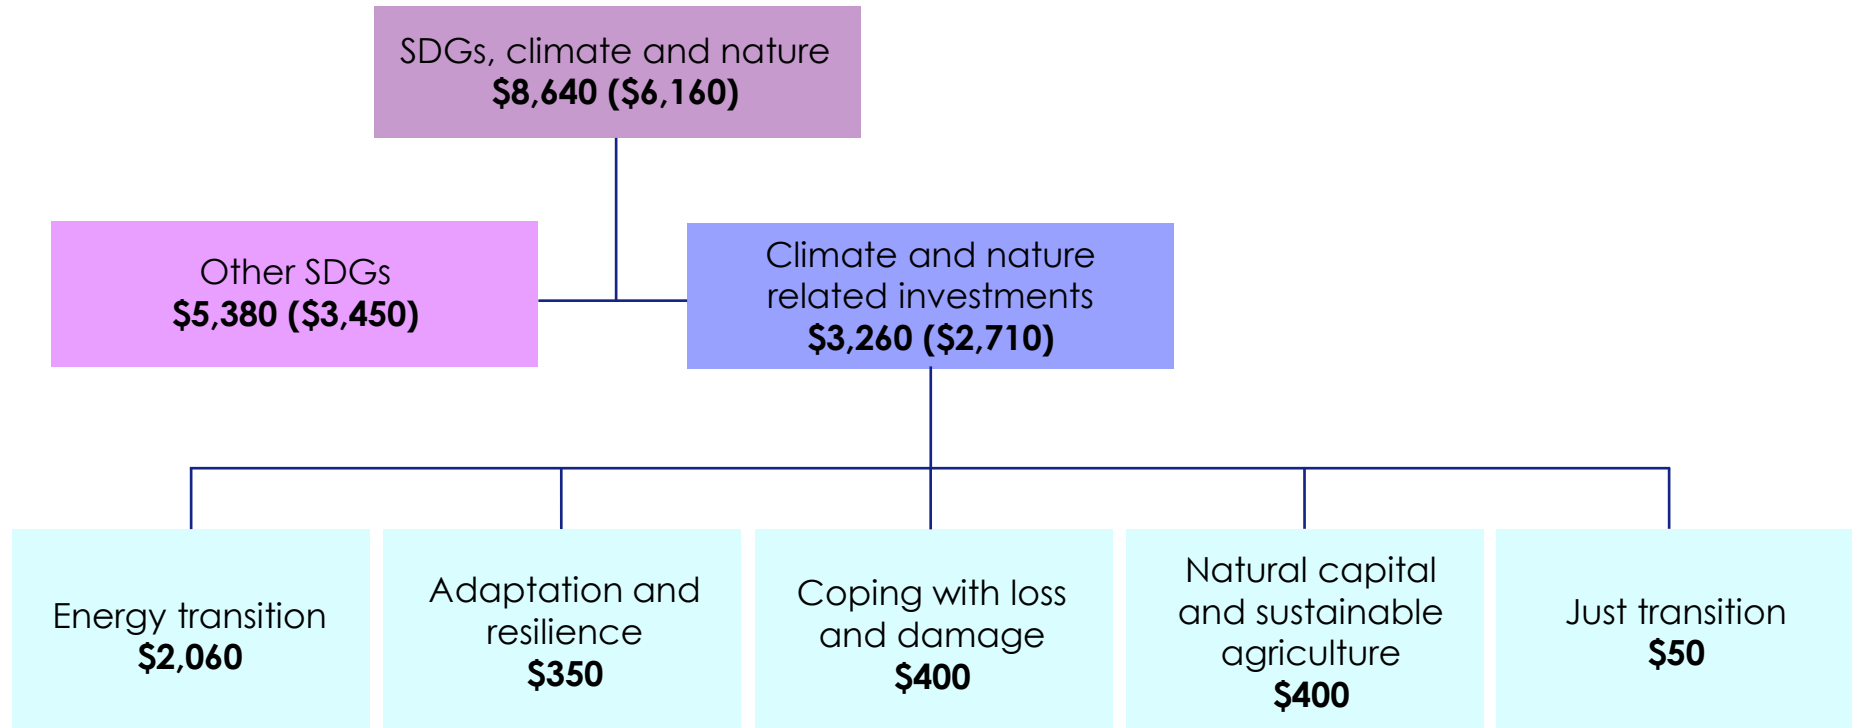 SDGs, climate and nature
$8,640 ($6,160)
Other SDGs
$5,380 ($3,450)
Climate and nature
related investments
$3,260 ($2,710)
Energy transition
$2,060
Adaptation and
resilience
$350
Coping with loss
and damage
$400
Natural capital
and sustainable
agriculture
$400
Just transition
$50